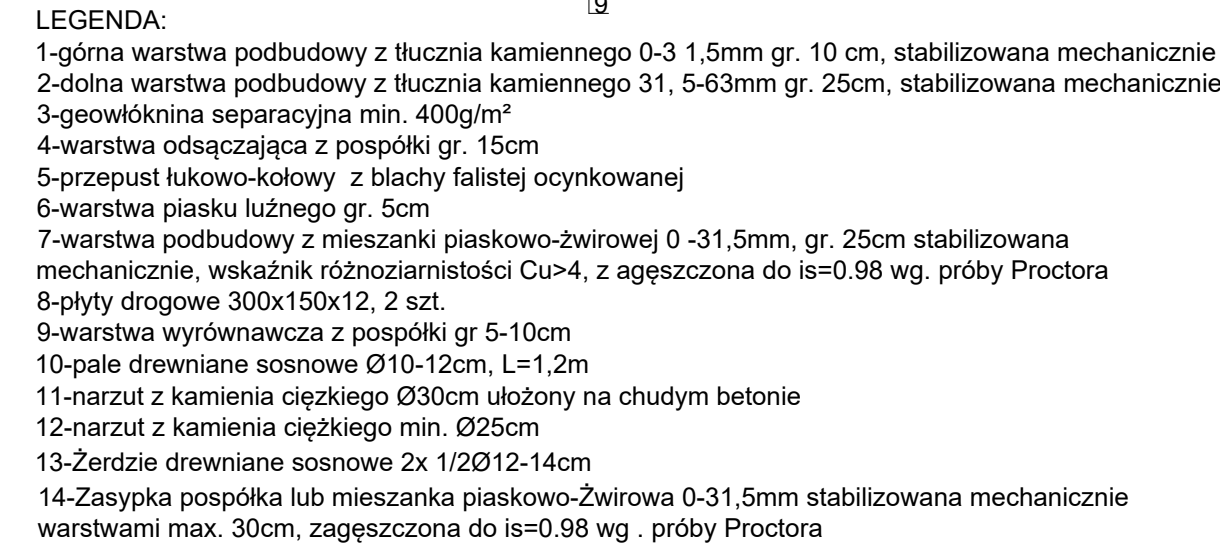 9
LEGENDA:
1-górna warstwa podbudowy z tłucznia kamiennego 0-3 1,5mm gr. 10 cm, stabilizowana mechanicznie
2-dolna warstwa podbudowy z tłucznia kamiennego 31, 5-63mm gr. 25cm, stabilizowana mechanicznie
3-geowłóknina separacyjna min. 400g/m²
4-warstwa odsączająca z pospółki gr. 15cm
5-przepust łukowo-kołowy z blachy falistej ocynkowanej
6-warstwa piasku luźnego gr. 5cm
7-warstwa podbudowy z mieszanki piaskowo-żwirowej 0 -31,5mm, gr. 25cm stabilizowana
mechanicznie, wskaźnik różnoziarnistości Cu>4, z agęszczona do is=0.98 wg. próby Proctora
8-płyty drogowe 300x150x12, 2 szt.
9-warstwa wyrównawcza z pospółki gr 5-10cm
10-pale drewniane sosnowe Ø10-12cm, L=1,2m
11-narzut z kamienia cięzkiego Ø30cm ułożony na chudym betonie
12-narzut z kamienia ciężkiego min. Ø25cm
13-Żerdzie drewniane sosnowe 2x 1/2Ø12-14cm
14-Zasypka pospółka lub mieszanka piaskowo-Żwirowa 0-31,5mm stabilizowana mechanicznie
warstwami max. 30cm, zagęszczona do is=0.98 wg . próby Proctora